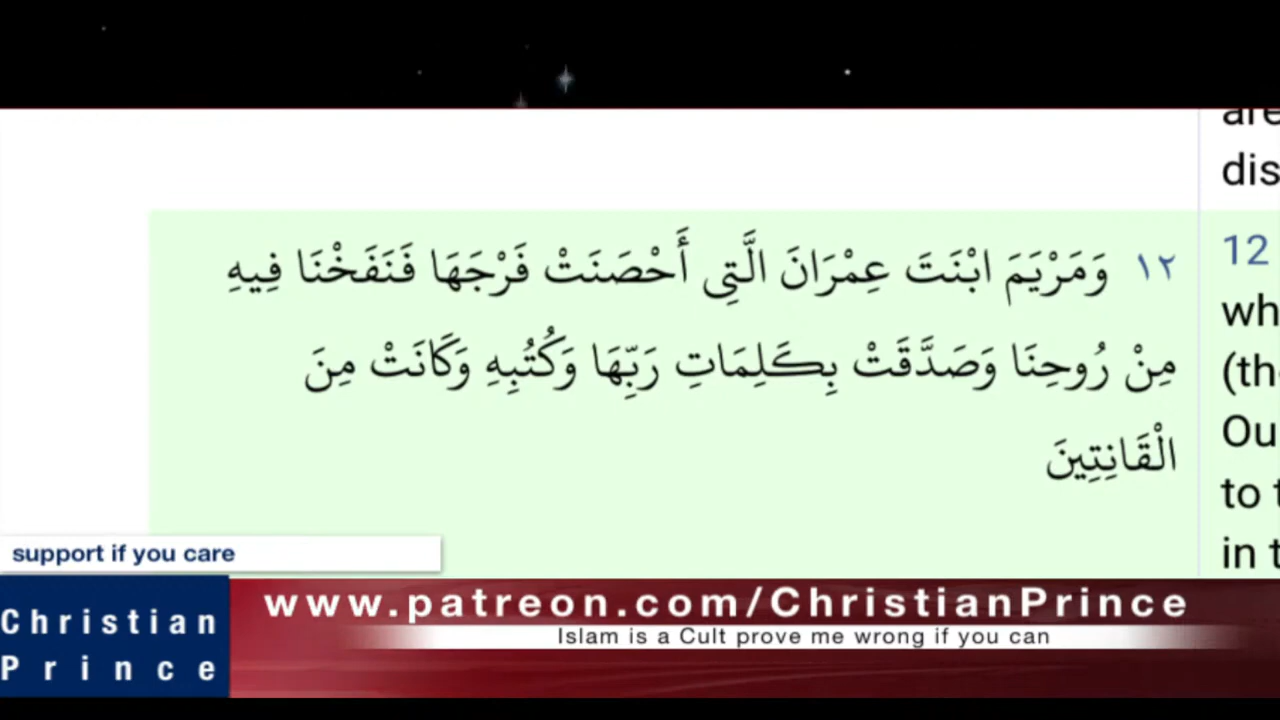 ١٢ وَمَرْيَمَ ابْنَتَ عِمْرَانَ الَّتِي أَحْصَنَتْ فَرْجَهَا فَنَفَخْنَا فِيهِ
مِنْ رُوحِنَا وَصَدَّقَتْ بِكَلِمَاتِ رَبِّهَا وَكُتُبِهِ وَكَانَتْ مِنَ
الْقَانِتِينَ
are
dis
12
wh
(th
Ou
to t
in t
support if you care
Christian
Prince
www.patreon.com/ChristianPrince
Islam is a Cult prove me wrong if you can